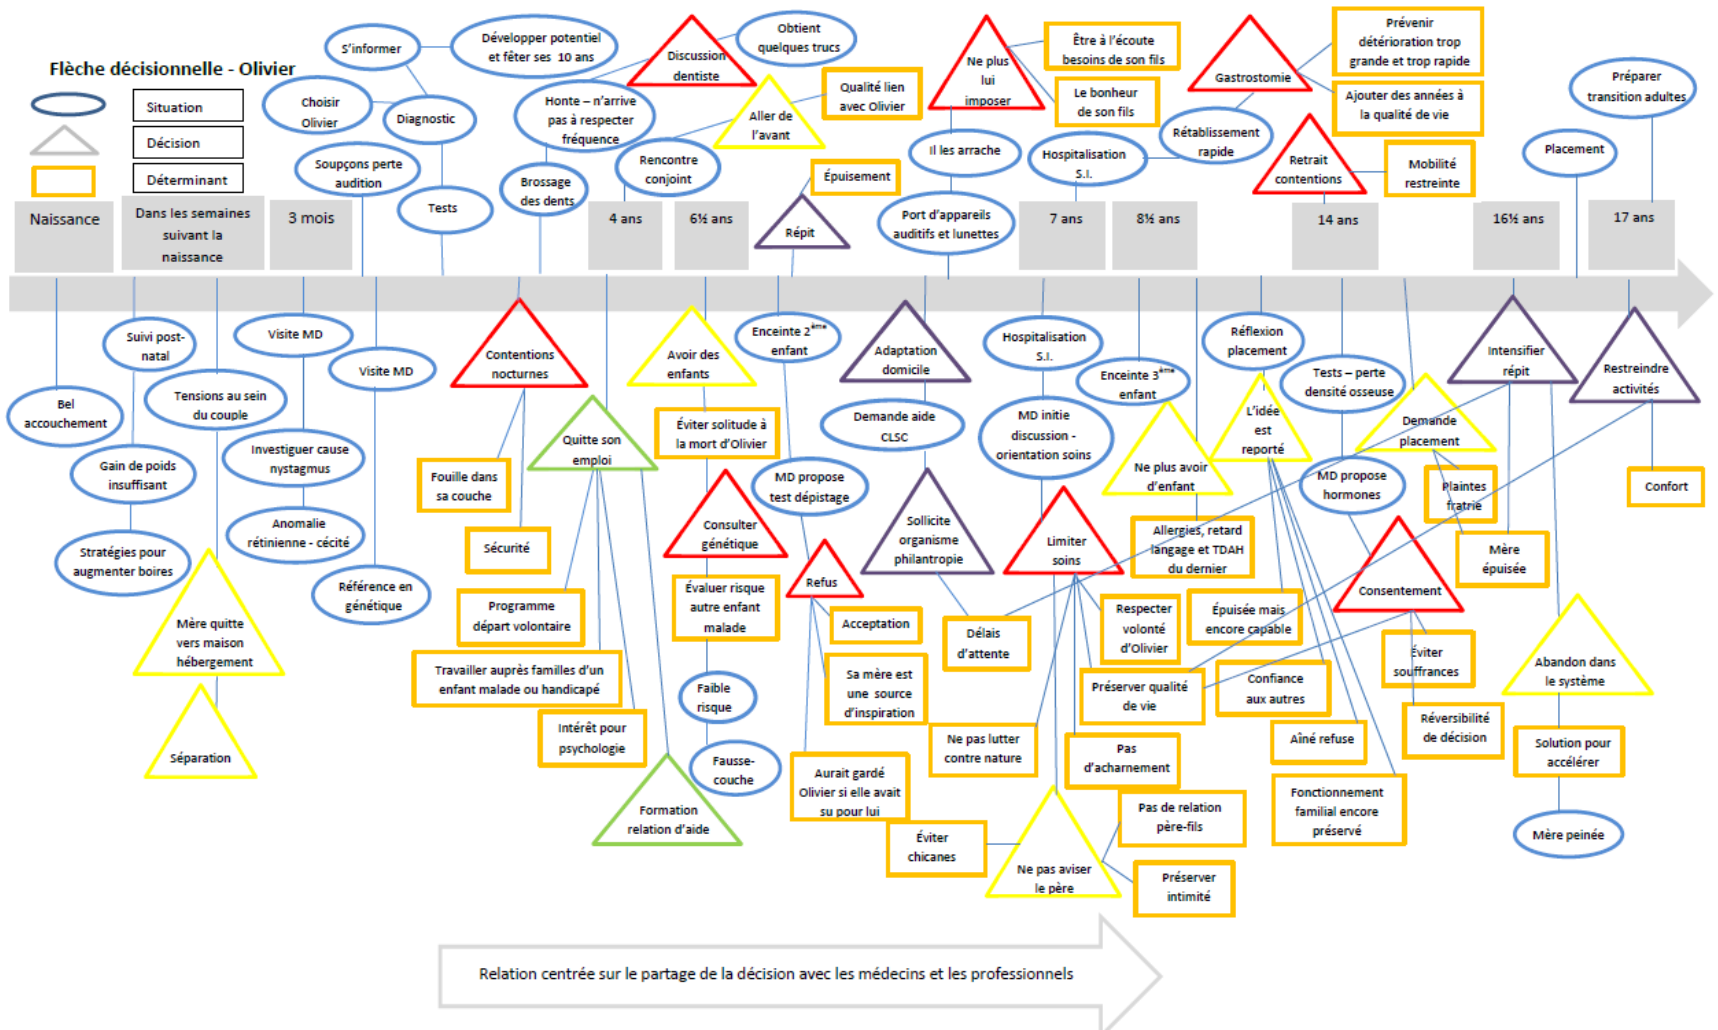 Flèche décisionnelle - Olivier
Situation
Décision
Déterminant
S'informer
Développer potentiel
et fêter ses 10 ans
Choisir
Olivier
Diagnostic
Soupçons perte
audition
Tests
Honte – n'arrive
pas à respecter
fréquence
Brossage
des dents
Discussion
dentiste
Obtient
quelques trucs
Aller de
l'avant
Qualité lien
avec Olivier
Rencontre
conjoint
Épuisement
Répit
Ne plus
lui
imposer
Être à l'écoute
besoins de son fils
Le bonheur
de son fils
Il les arrache
Port d'appareils
auditifs et lunettes
Hospitalisation
S.I.
Rétablissement
rapide
Gastrostomie
Prévenir
détérioration trop
grande et trop rapide
Ajouter des années à
la qualité de vie
Retrait
contentions
Mobilité
restreinte
Placement
Préparer
transition adultes
Naissance
Dans les semaines
suivant la
naissance
3 mois
4 ans
6½ ans
7 ans
8½ ans
14 ans
16½ ans
17 ans
Bel
accouchement
Suivi post-
natal
Gain de poids
insuffisant
Stratégies pour
augmenter boires
Tensions au sein
du couple
Mère quitte
vers maison
hébergement
Séparation
Visite MD
Investiguer cause
nystagmus
Anomalie
rétinienne - cécité
Visite MD
Référence en
génétique
Contentions
nocturnes
Fouille dans
sa couche
Sécurité
Quitte son
emploi
Programme
départ volontaire
Travailler auprès familles d'un
enfant malade ou handicapé
Intérêt pour
psychologie
Formation
relation d'aide
Avoir des
enfants
Éviter solitude à
la mort d'Olivier
Consulter
génétique
Évaluer risque
autre enfant
malade
Faible
risque
Fausse-
couche
Enceinte 2ème
enfant
MD propose
test dépistage
Refus
Acceptation
Sa mère est
une source
d'inspiration
Aurait gardé
Olivier si elle avait
su pour lui
Adaptation
domicile
Demande aide
CLSC
Sollicite
organisme
philantropie
Délais
d'attente
Hospitalisation
S.I.
MD initie
discussion -
orientation soins
Limiter
soins
Respecter
volonté
d'Olivier
Préserver qualité
de vie
Ne pas lutter
contre nature
Pas
d'acharnement
Ne pas aviser
le père
Éviter
chicanes
Pas de relation
père-fils
Préserver
intimité
Enceinte 3ème
enfant
Ne plus avoir
d'enfant
Allergies, retard
langage et TDAH
du dernier
Réflexion
placement
L'idée
est
reporté
Épuisée mais
encore capable
Confiance
aux autres
Aîné refuse
Fonctionnement
familial encore
préservé
Tests – perte
densité osseuse
MD propose
hormones
Consentement
Éviter
souffrances
Réversibilité
de décision
Demande
placement
Plaintes
fratrie
Mère
épuisée
Intensifier
répit
Abandon dans
le système
Solution pour
accélérer
Mère peinée
Restreindre
activités
Confort
Relation centrée sur le partage de la décision avec les médecins et les professionnels